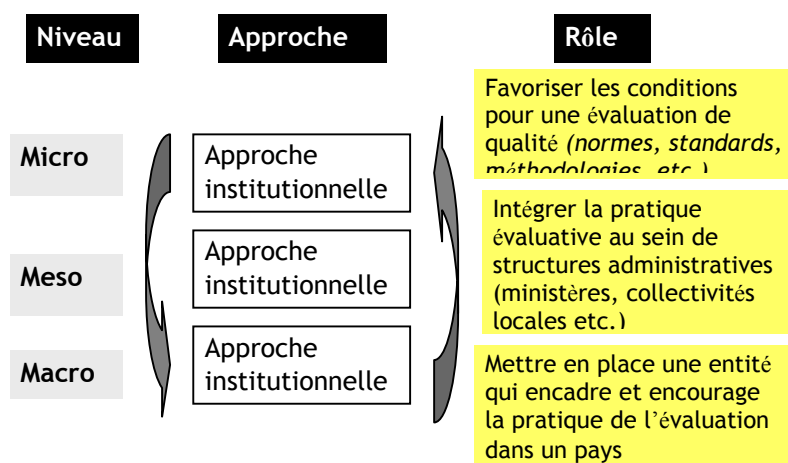 Niveau
Approche
Rôle
Micro
Approche
institutionnelle
Favoriser les conditions
pour une évaluation de
qualité (normes, standards,
méthodologies, etc.)
Meso
Approche
institutionnelle
Intégrer la pratique
évaluative au sein de
structures administratives
(ministères, collectivités
locales etc.)
Macro
Approche
institutionnelle
Mettre en place une entité
qui encadre et encourage
la pratique de l’évaluation
dans un pays